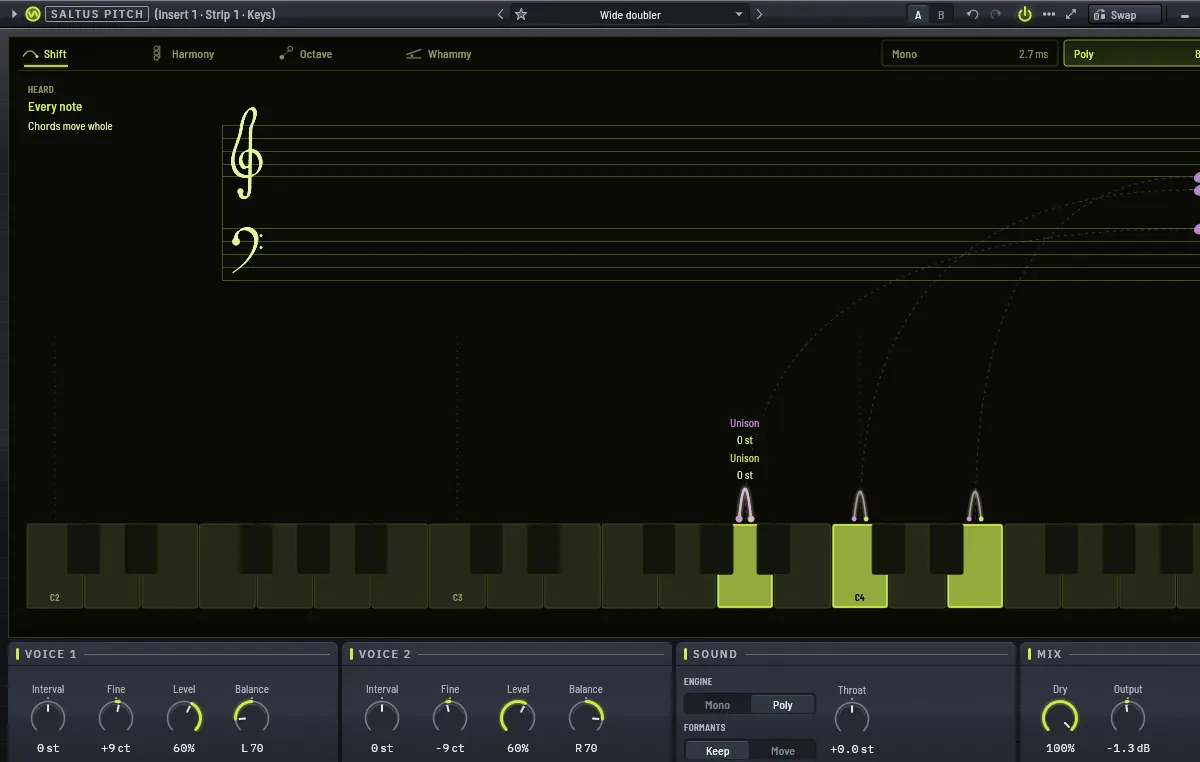 SALTUS PITCH (Insert 1 · Strip 1 · Keys) Wide doubler A B Swap
Shift Harmony Octave Whammy Mono 2.7 ms Poly
HEARD
Every note
Chords move whole
Unison
0 st
Unison
0 st
C2 C3 C4
VOICE 1 VOICE 2 SOUND MIX
ENGINE
Interval Fine Level Balance Interval Fine Level Balance Throat Dry Output
Mono Poly
FORMANTS
0 st +9 ct 60% L 70 0 st -9 ct 60% R 70 Keep Move +0.0 st 100% -1.3 dB